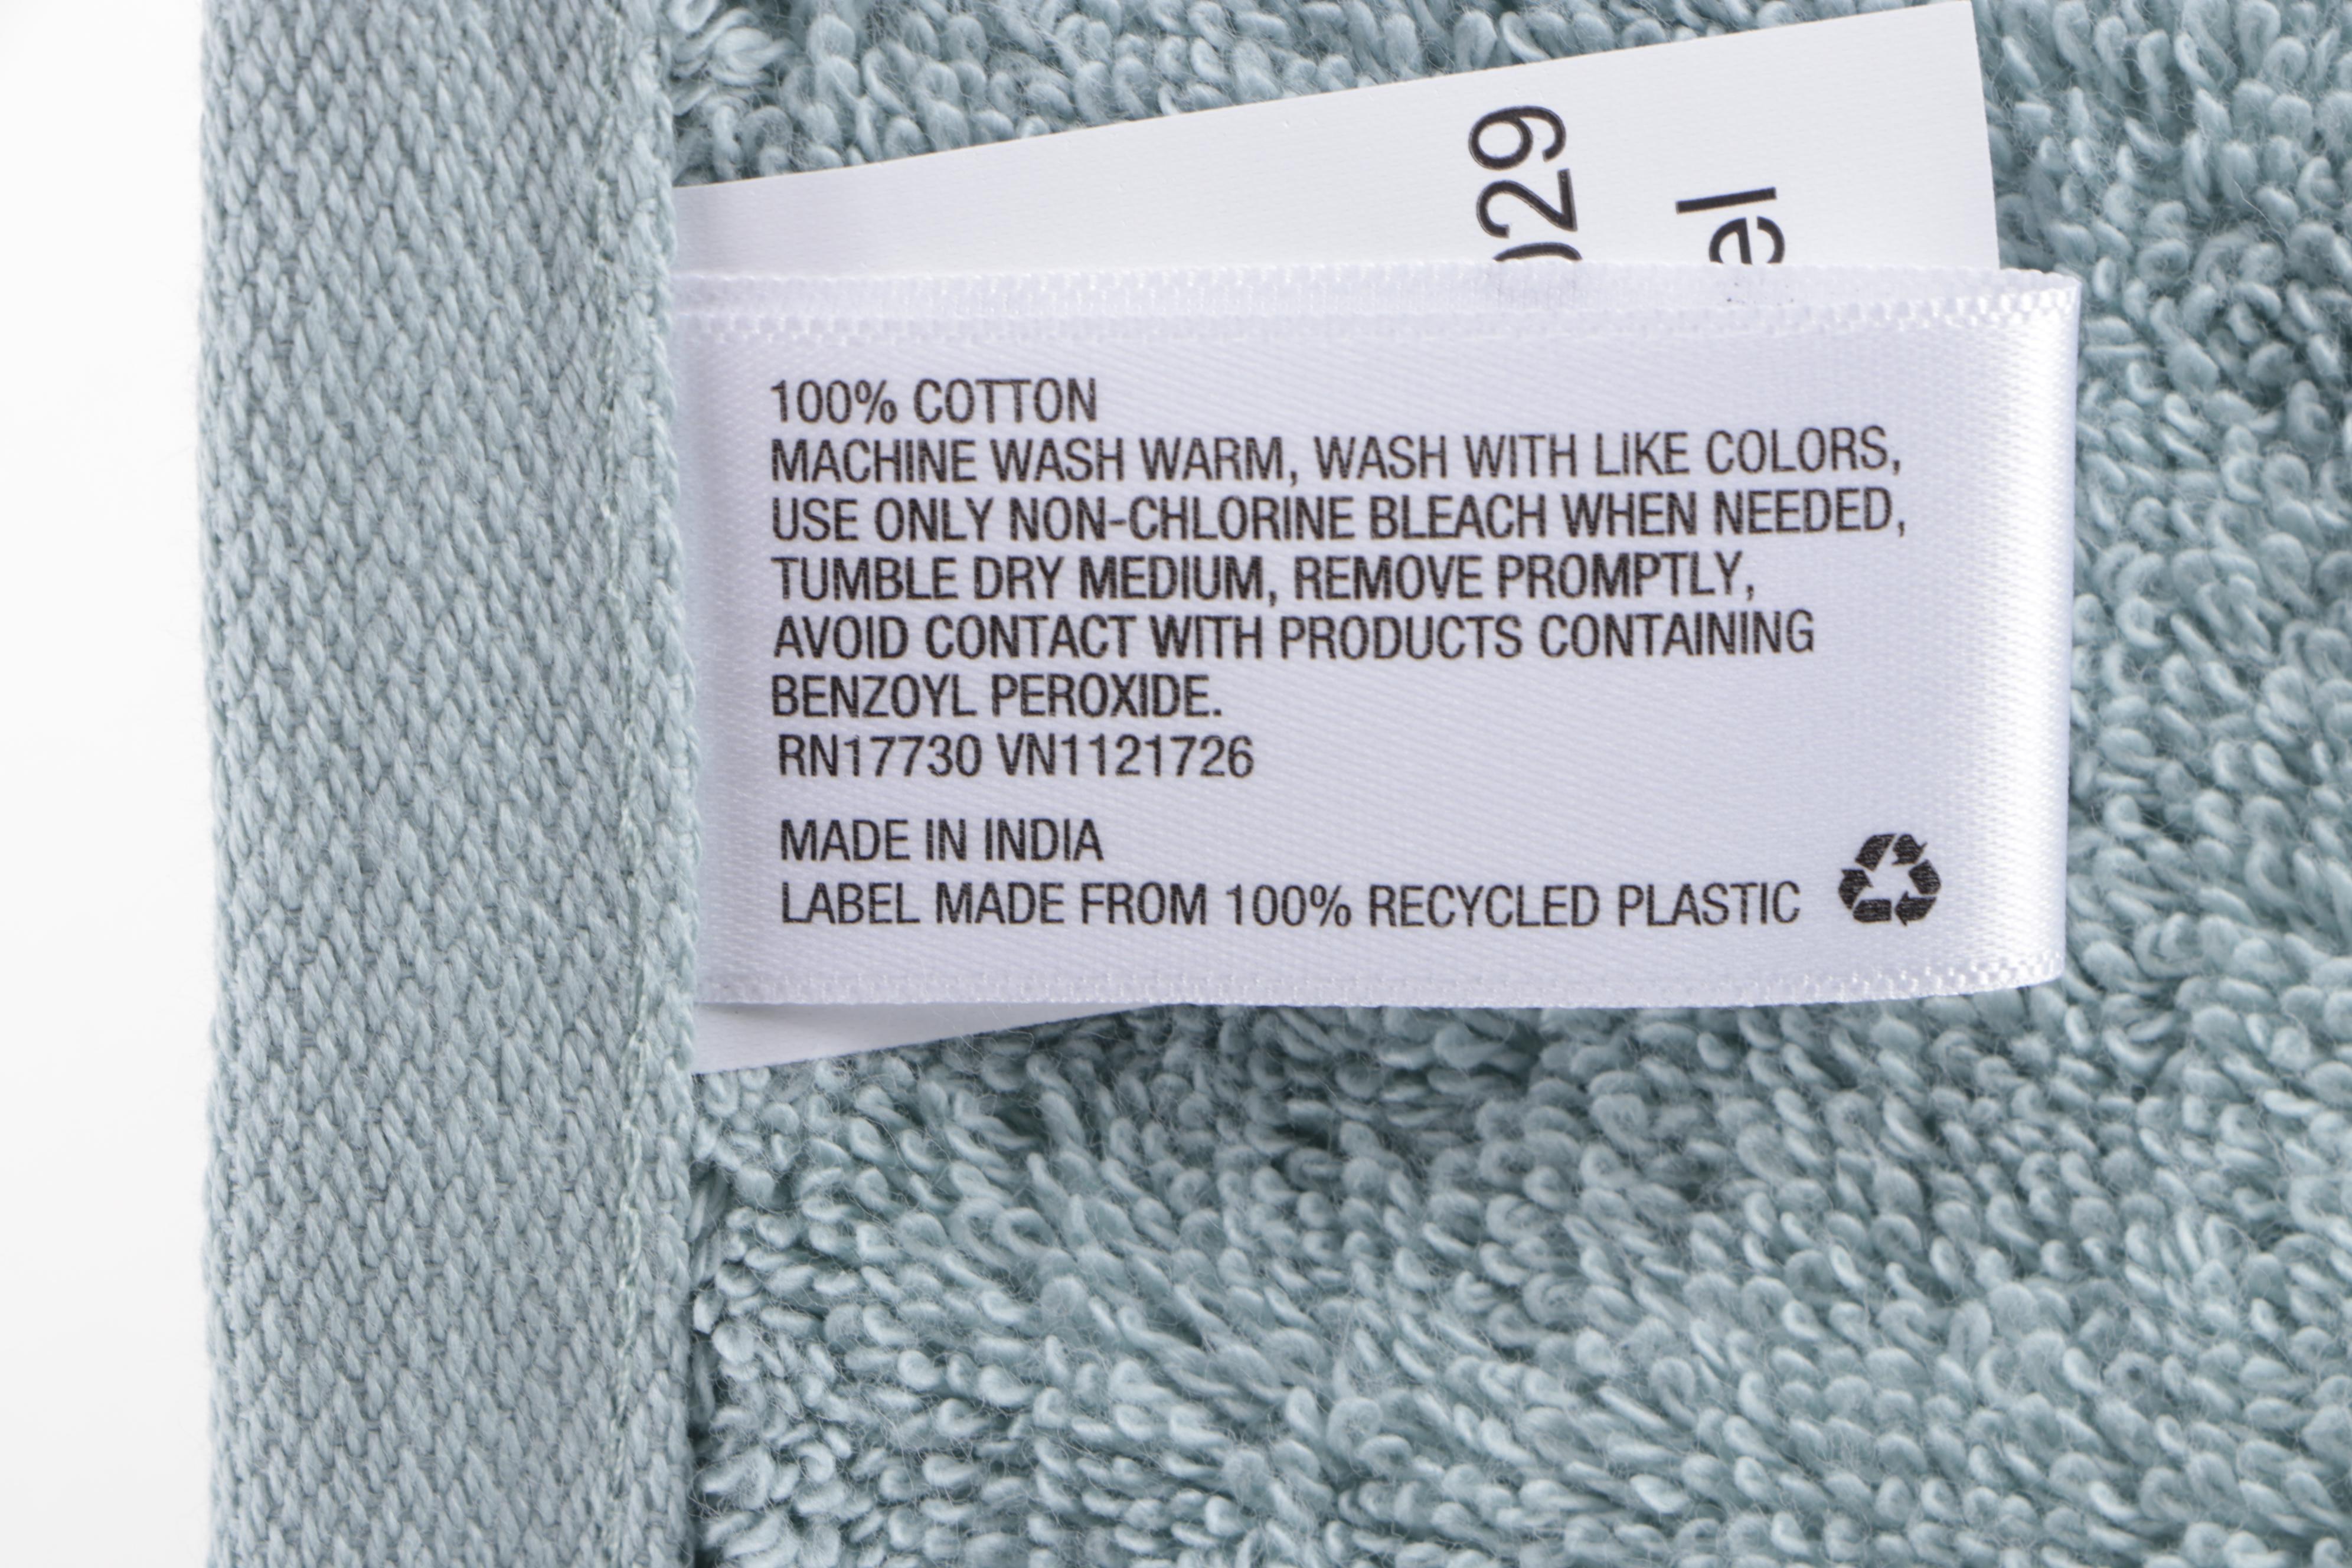 029
el
100% COTTON
MACHINE WASH WARM, WASH WITH LIKE COLORS,
USE ONLY NON-CHLORINE BLEACH WHEN NEEDED,
TUMBLE DRY MEDIUM, REMOVE PROMPTLY,
AVOID CONTACT WITH PRODUCTS CONTAINING
BENZOYL PEROXIDE.
RN17730 VN1121726
MADE IN INDIA
LABEL MADE FROM 100% RECYCLED PLASTIC